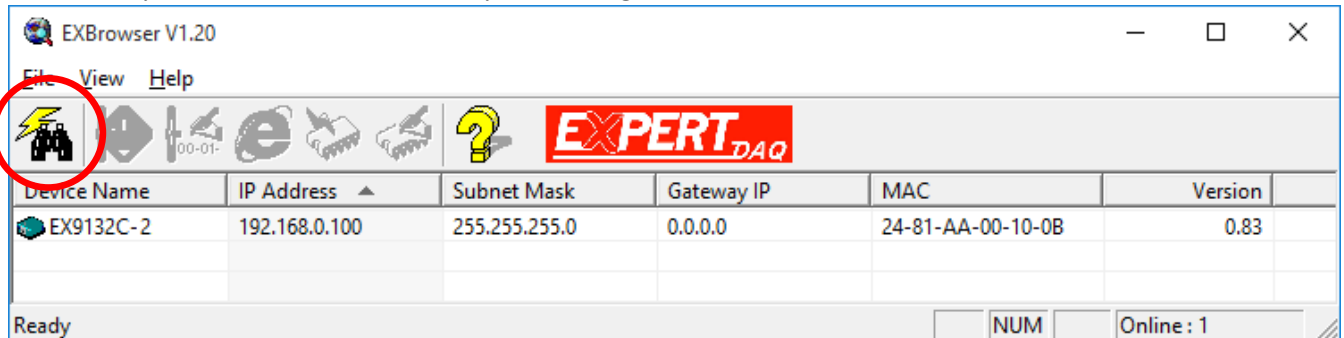 EXBrowser V1.20
File View Help
00-01-
EXPERT DAQ
Device Name IP Address Subnet Mask Gateway IP MAC Version
EX9132C-2 192.168.0.100 255.255.255.0 0.0.0.0 24-81-AA-00-10-0B 0.83
Ready NUM Online : 1